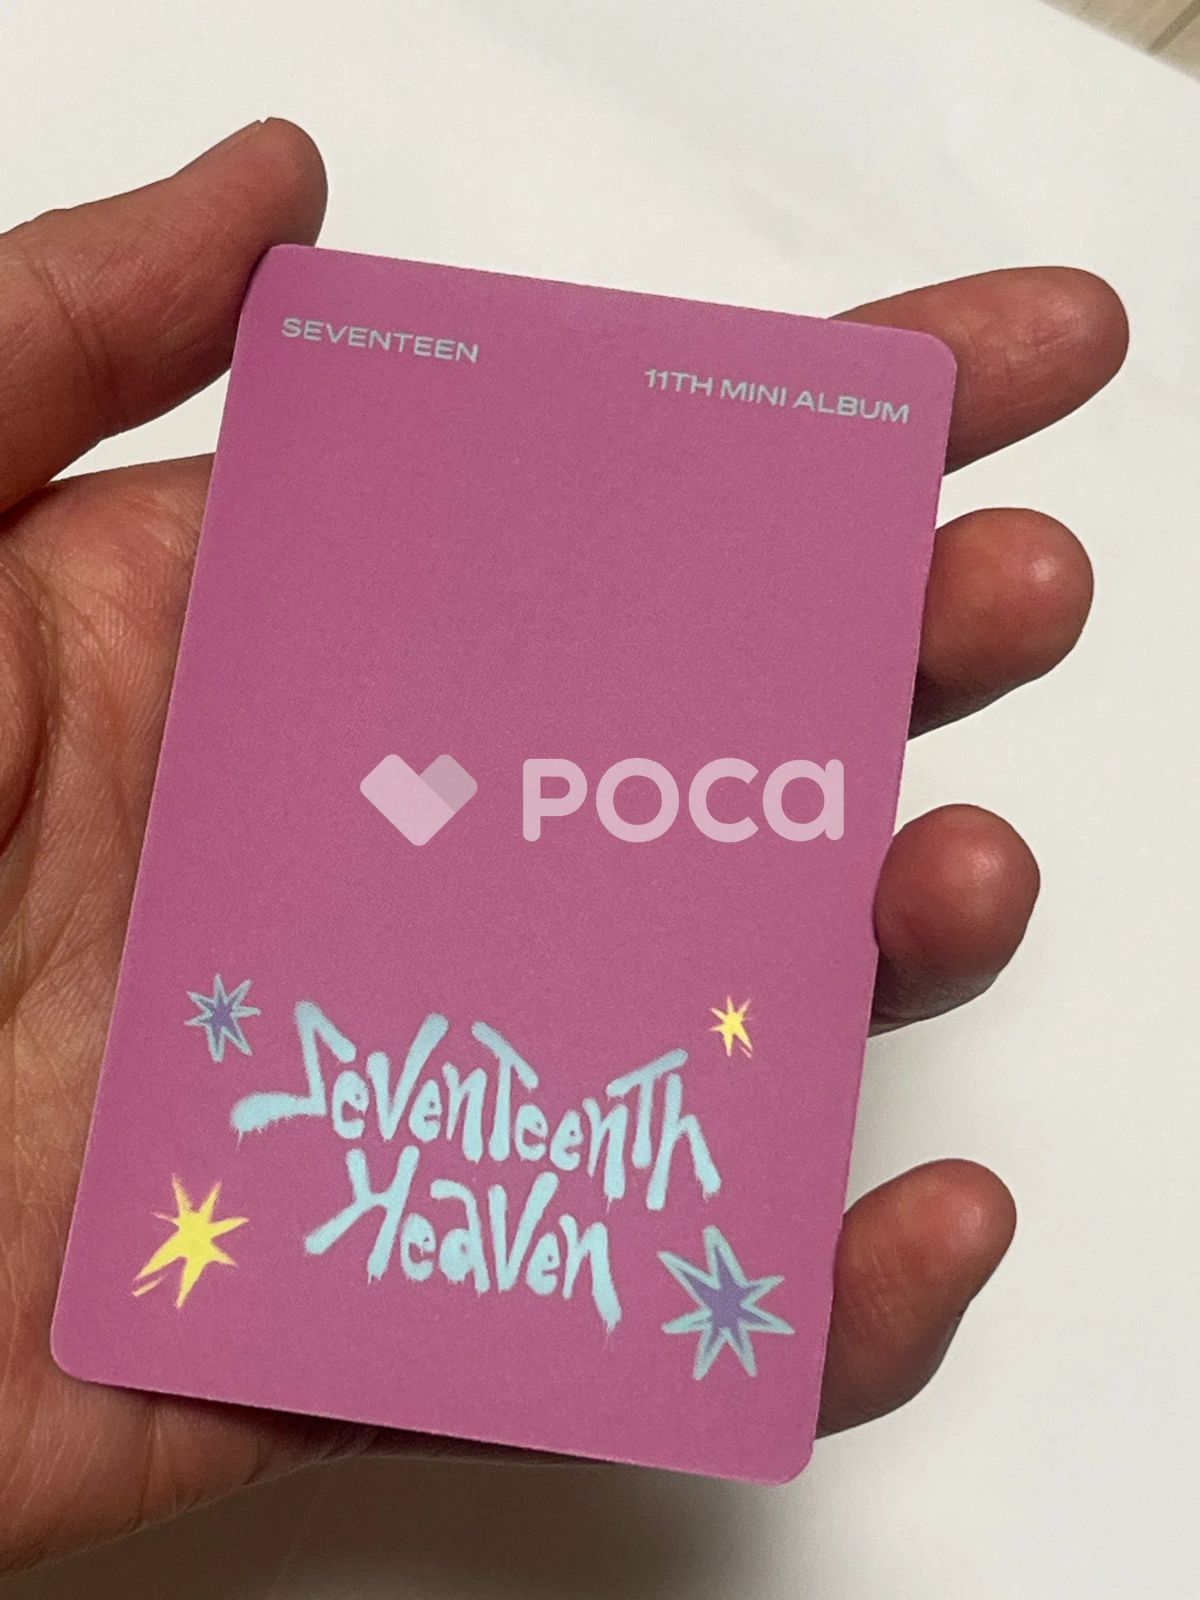 SEVENTEEN
11TH MINI ALBUM
POCA
SEVENTEENTH
HEAVEN